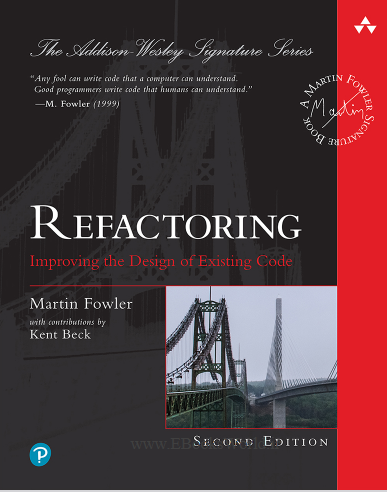 The Addison-Wesley Signature Series
“Any fool can write code that a computer can understand.
Good programmers write code that humans can understand.”
—M. Fowler (1999)
A MARTIN FOWLER SIGNATURE BOOK
Martin
REFACTORING
Improving the Design of Existing Code
Martin Fowler
with contributions by
Kent Beck
P
SECOND EDITION